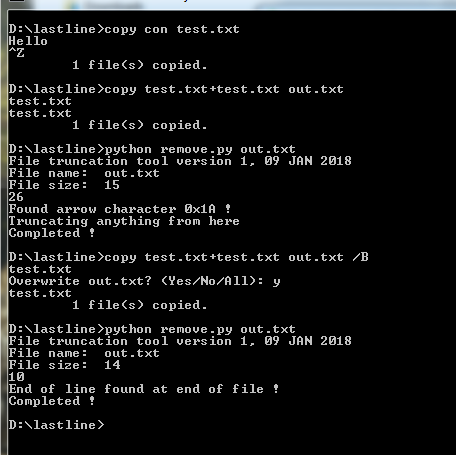 D:\lastline>copy con test.txt
Hello
^Z
        1 file(s) copied.

D:\lastline>copy test.txt+test.txt out.txt
test.txt
test.txt
        1 file(s) copied.

D:\lastline>python remove.py out.txt
File truncation tool version 1, 09 JAN 2018
File name:  out.txt
File size:  15
26
Found arrow character 0x1A !
Truncating anything from here
Completed !

D:\lastline>copy test.txt+test.txt out.txt /B
test.txt
Overwrite out.txt? (Yes/No/All): y
test.txt
        1 file(s) copied.

D:\lastline>python remove.py out.txt
File truncation tool version 1, 09 JAN 2018
File name:  out.txt
File size:  14
10
End of line found at end of file !
Completed !

D:\lastline>